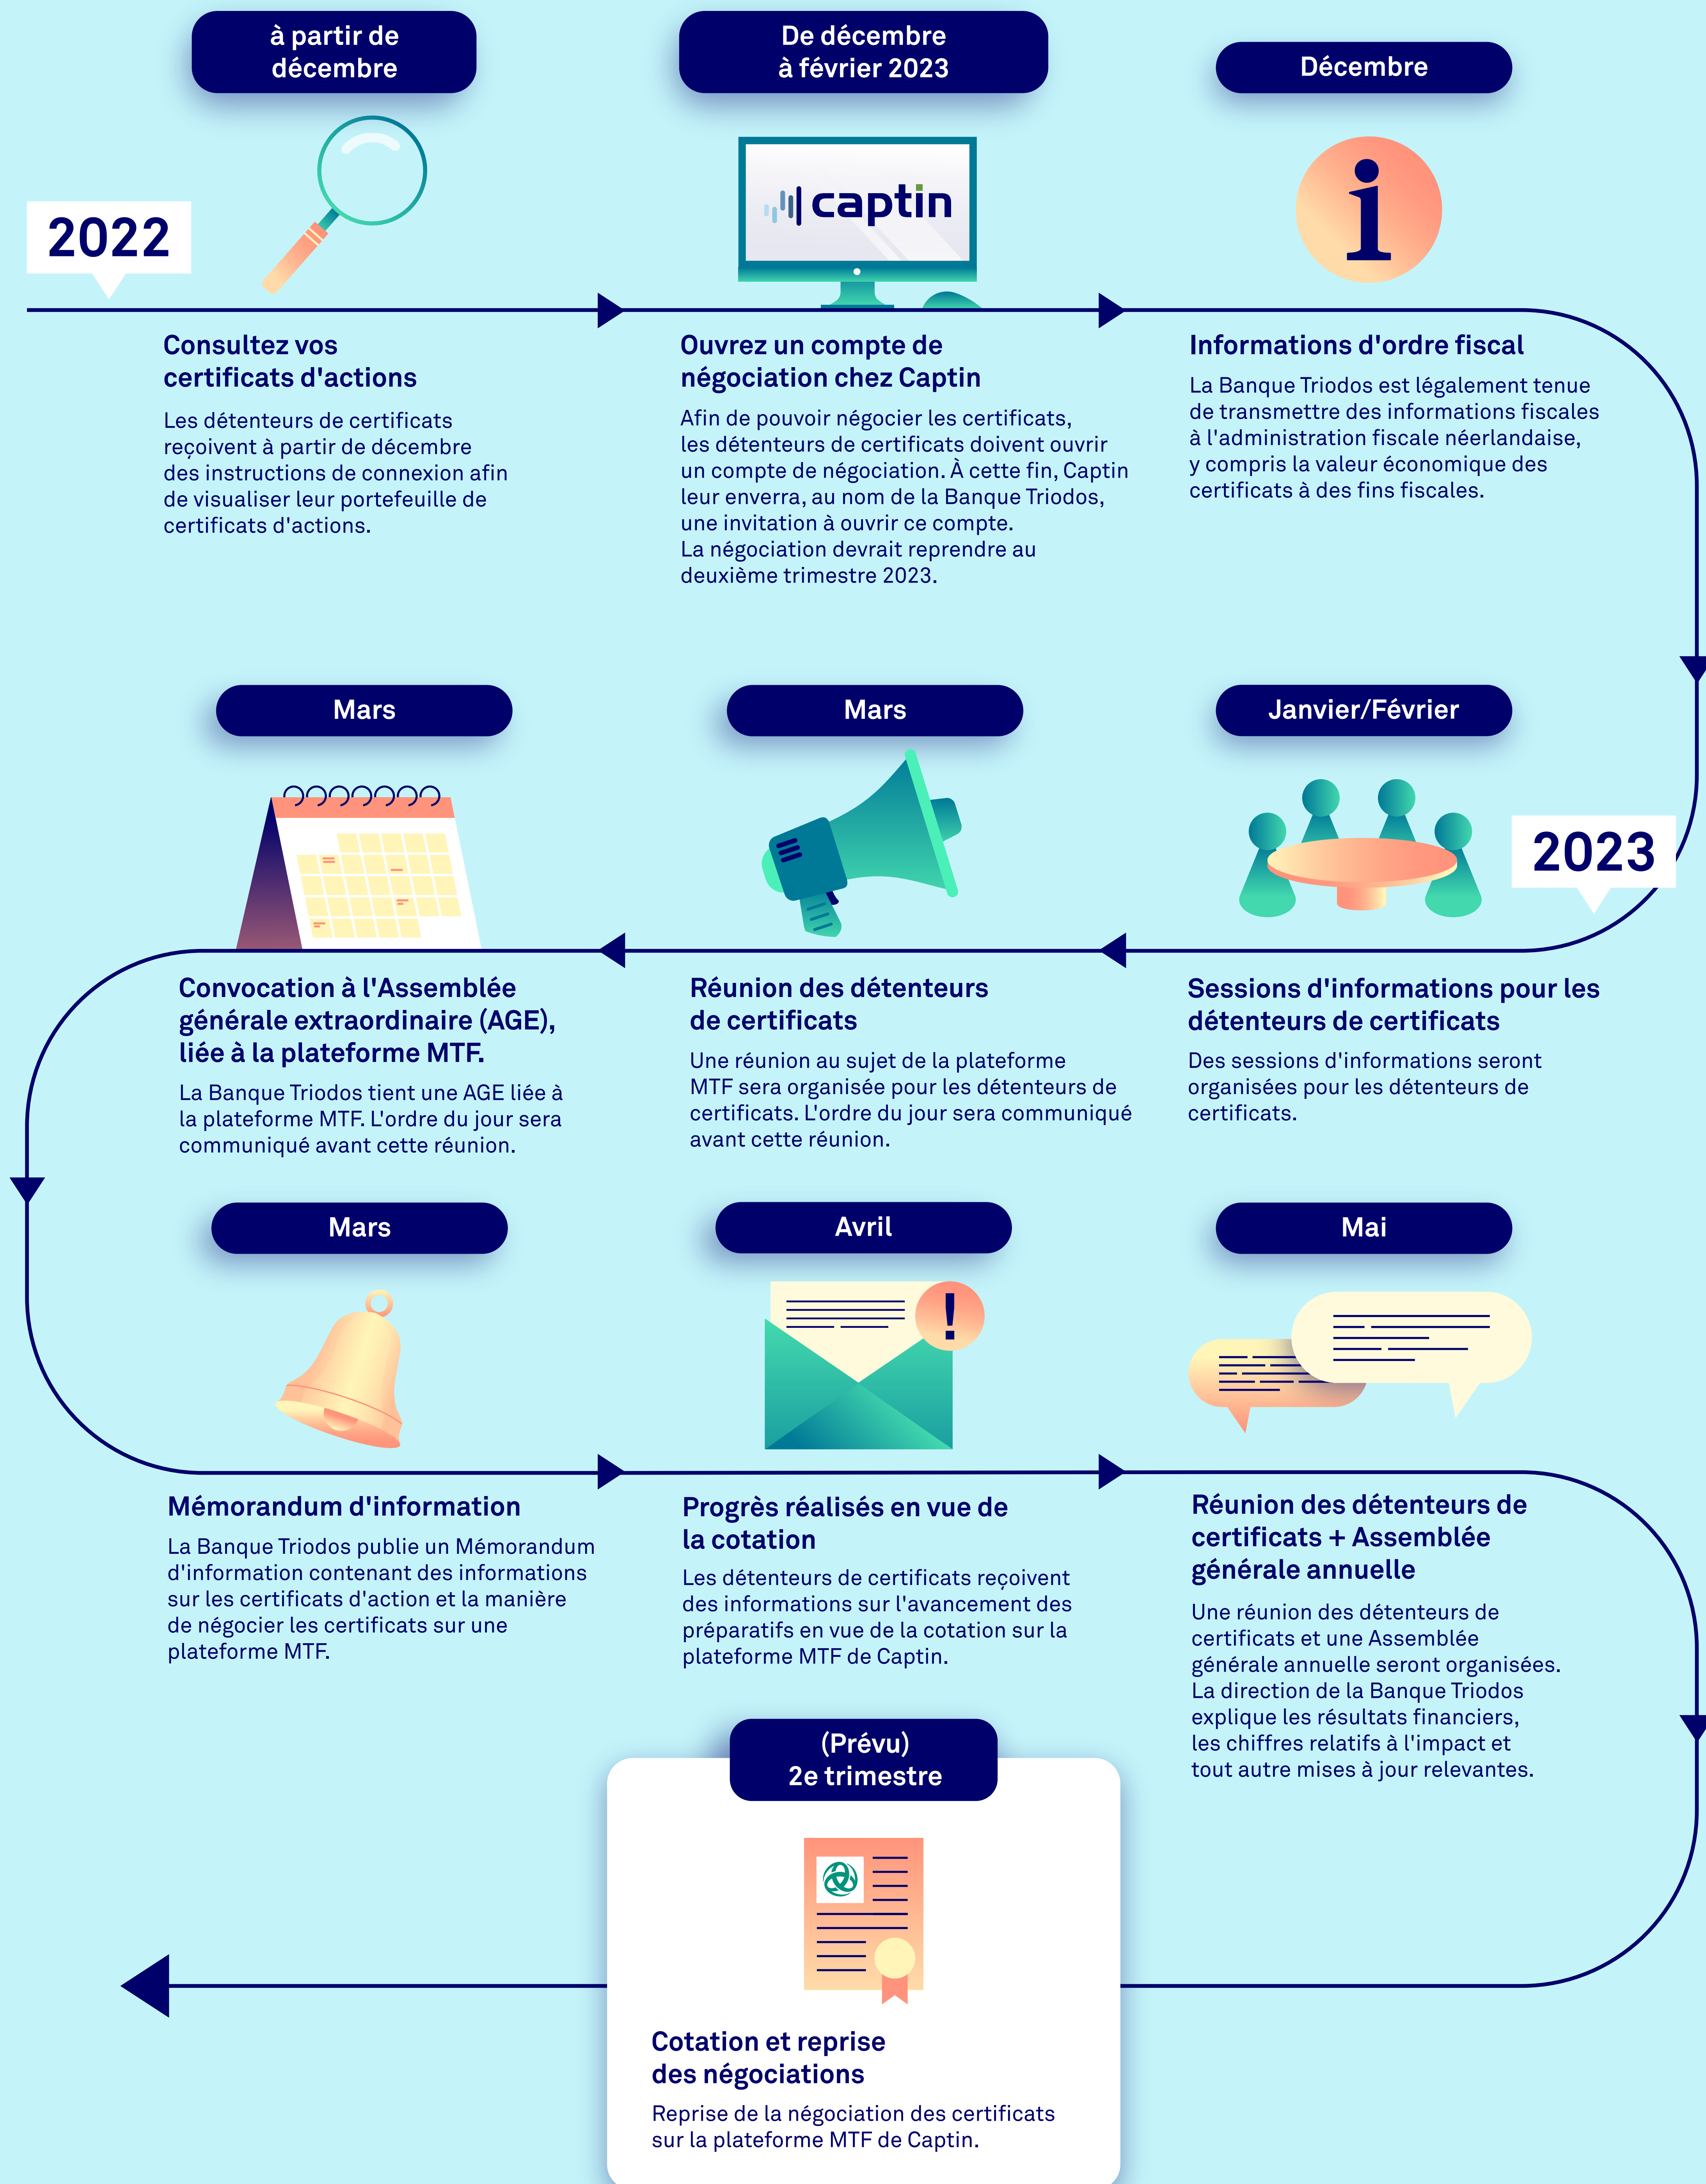 2022
à partir de
décembre
Consultez vos
certificats d'actions
Les détenteurs de certificats
reçoivent à partir de décembre
des instructions de connexion afin
de visualiser leur portefeuille de
certificats d'actions.
De décembre
à février 2023
captin
Ouvrez un compte de
négociation chez Captin
Afin de pouvoir négocier les certificats,
les détenteurs de certificats doivent ouvrir
un compte de négociation. À cette fin, Captin
leur enverra, au nom de la Banque Triodos,
une invitation à ouvrir ce compte.
La négociation devrait reprendre au
deuxième trimestre 2023.
Décembre
i
Informations d'ordre fiscal
La Banque Triodos est légalement tenue
de transmettre des informations fiscales
à l'administration fiscale néerlandaise,
y compris la valeur économique des
certificats à des fins fiscales.
2023
Janvier/Février
Sessions d'informations pour les
détenteurs de certificats
Des sessions d'informations seront
organisées pour les détenteurs de
certificats.
Mars
Réunion des détenteurs
de certificats
Une réunion au sujet de la plateforme
MTF sera organisée pour les détenteurs de
certificats. L'ordre du jour sera communiqué
avant cette réunion.
Mars
Convocation à l'Assemblée
générale extraordinaire (AGE),
liée à la plateforme MTF.
La Banque Triodos tient une AGE liée à
la plateforme MTF. L'ordre du jour sera
communiqué avant cette réunion.
Mars
Mémorandum d'information
La Banque Triodos publie un Mémorandum
d'information contenant des informations
sur les certificats d'action et la manière
de négocier les certificats sur une
plateforme MTF.
Avril
!
Progrès réalisés en vue de
la cotation
Les détenteurs de certificats reçoivent
des informations sur l'avancement des
préparatifs en vue de la cotation sur la
plateforme MTF de Captin.
Mai
Réunion des détenteurs de
certificats + Assemblée
générale annuelle
Une réunion des détenteurs de
certificats et une Assemblée
générale annuelle seront organisées.
La direction de la Banque Triodos
explique les résultats financiers,
les chiffres relatifs à l'impact et
tout autre mises à jour relevantes.
(Prévu)
2e trimestre
Cotation et reprise
des négociations
Reprise de la négociation des certificats
sur la plateforme MTF de Captin.